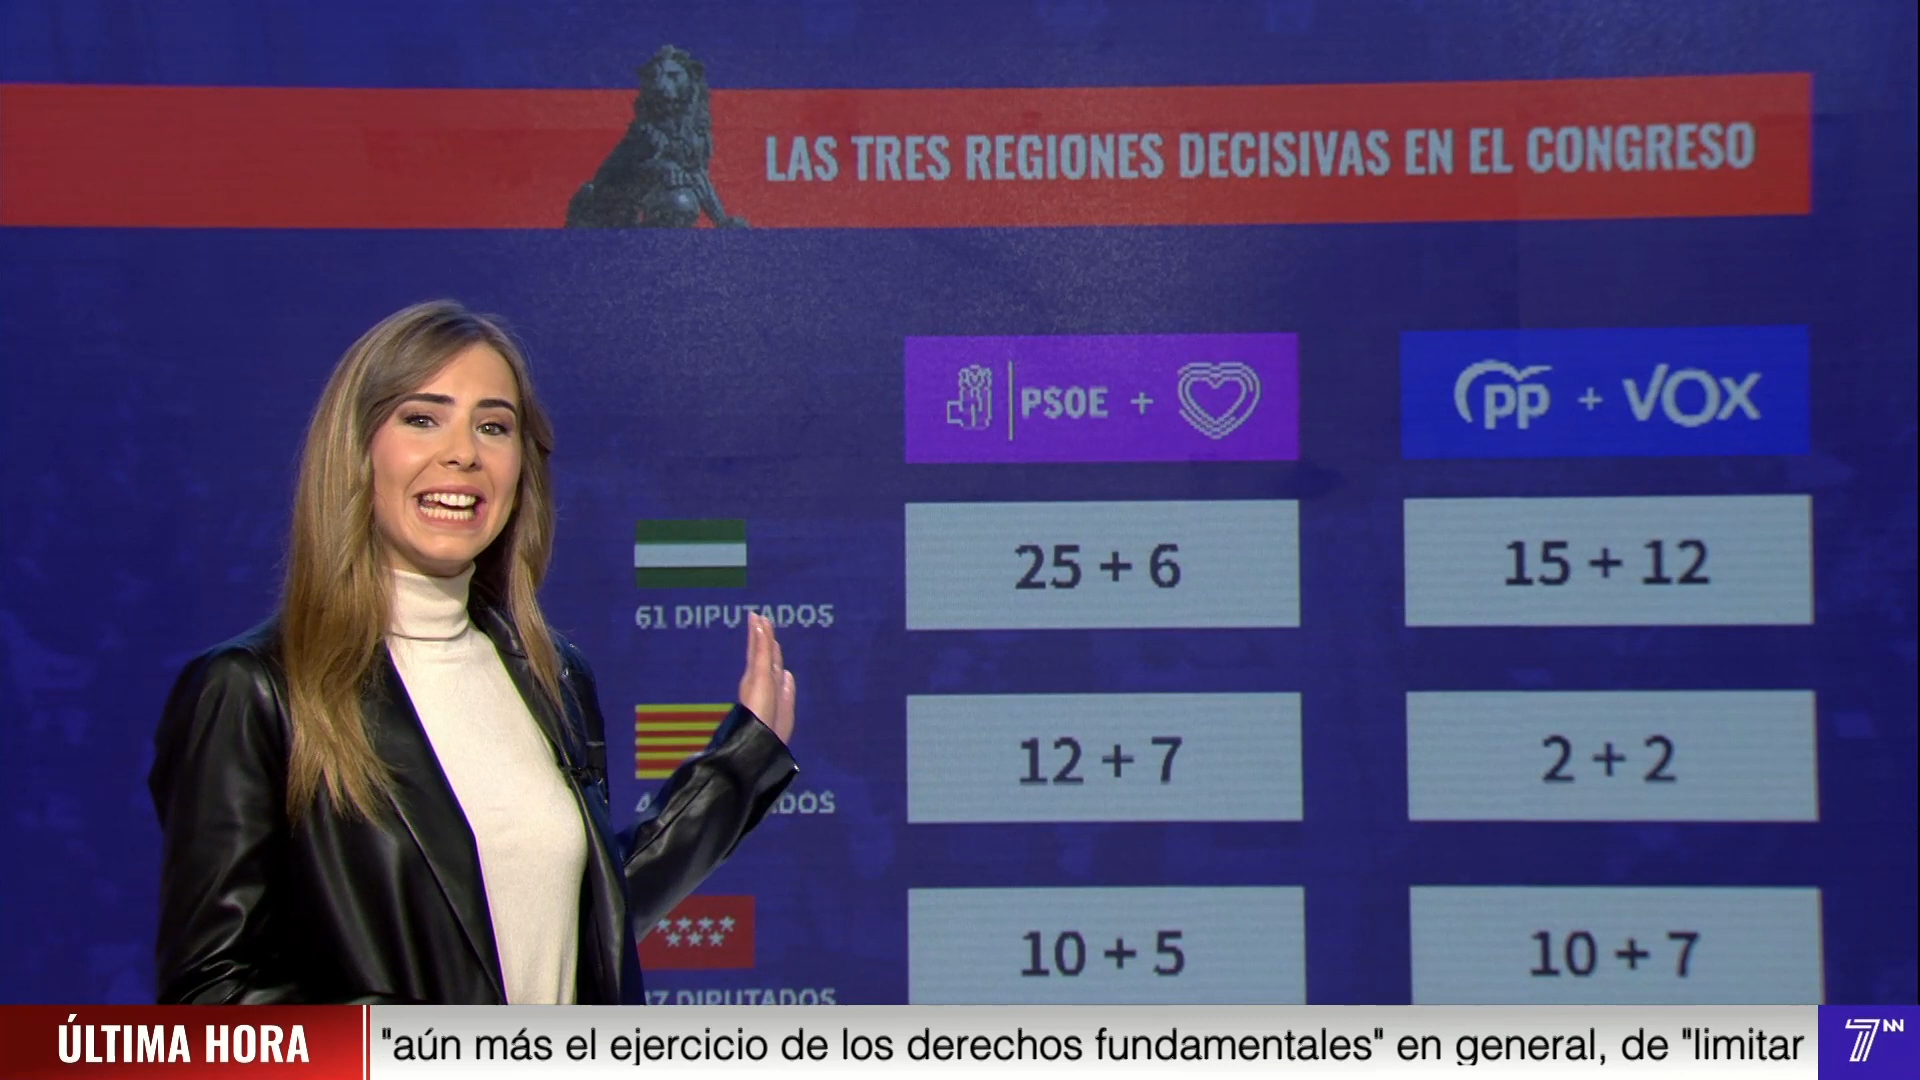 LAS TRES REGIONES DECISIVAS EN EL CONGRESO
PSOE +
pp + VOX
25 + 6
15 + 12
61 DIPUTADOS
12 + 7
2 + 2
10 + 5
10 + 7
DIPUTADOS
ÚLTIMA HORA
"aún más el ejercicio de los derechos fundamentales" en general, de "limitar
7NN